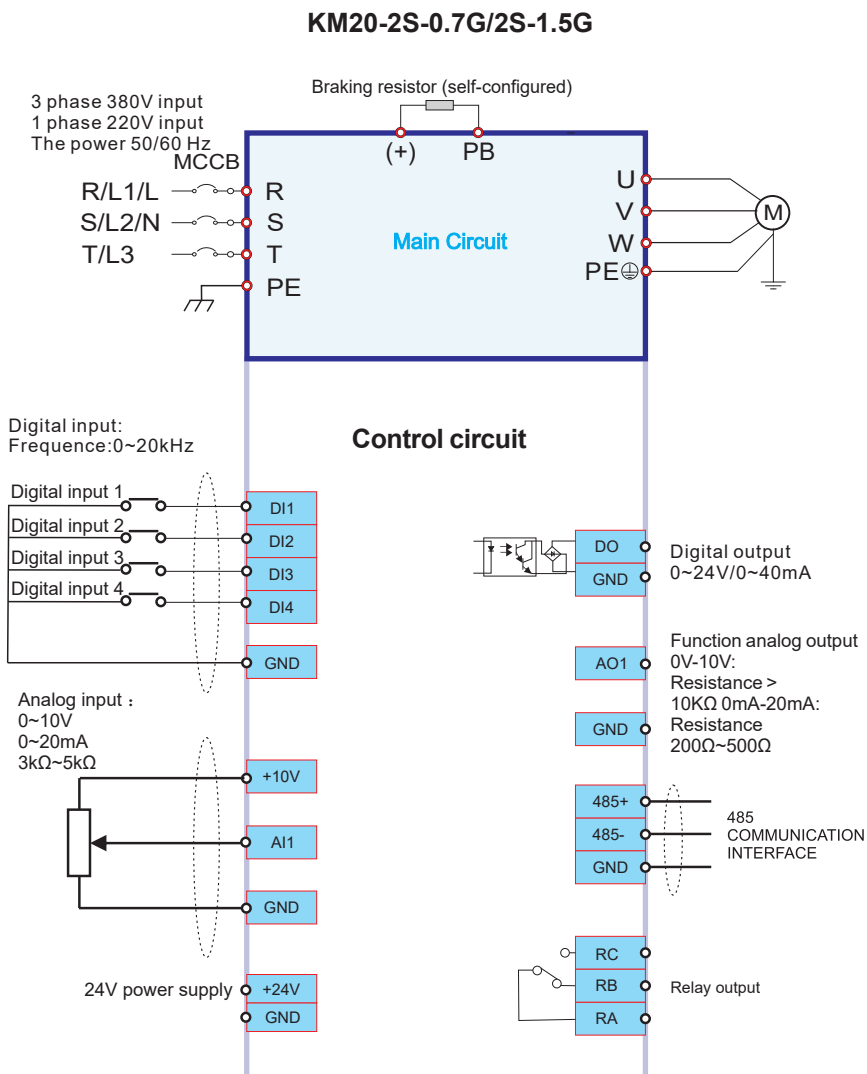 KM20-2S-0.7G/2S-1.5G
Braking resistor (self-configured)
3 phase 380V input
1 phase 220V input
The power 50/60 Hz
MCCB
(+)
PB
R/L1/L
R
S/L2/N
S
T/L3
T
PE
Main Circuit
U
V
W
PE
M
Control circuit
Digital input:
Frequence:0~20kHz
Digital input 1
DI1
Digital input 2
DI2
Digital input 3
DI3
Digital input 4
DI4
GND
Analog input：
0~10V
0~20mA
3kΩ~5kΩ
+10V
AI1
GND
24V power supply
+24V
GND
DO
GND
Digital output
0~24V/0~40mA
AO1
GND
Function analog output
0V-10V:
Resistance >
10KΩ 0mA-20mA:
Resistance
200Ω~500Ω
485+
485-
GND
485
COMMUNICATION
INTERFACE
RC
RB
RA
Relay output